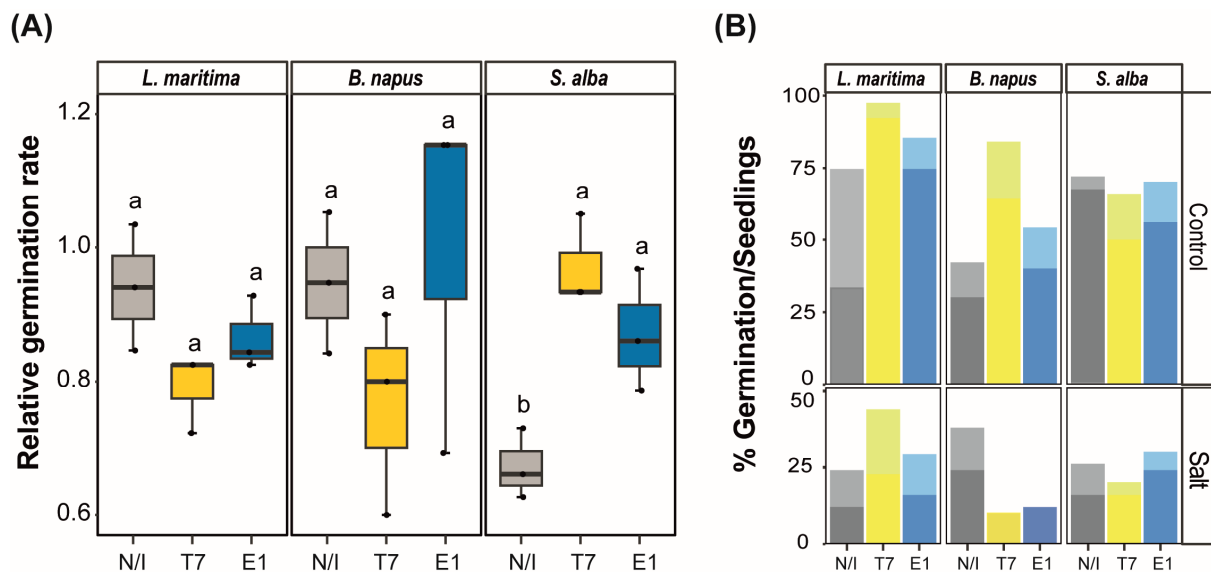 (A)
L. maritima B. napus S. alba
Relative germination rate
1.2
1.0
0.8
0.6
a a a a a a b a a
N/I T7 E1 N/I T7 E1 N/I T7 E1
(B)
L. maritima B. napus S. alba
% Germination/Seedlings
100
75
50
25
0
Control
50
25
0
Salt
N/I T7 E1 N/I T7 E1 N/I T7 E1